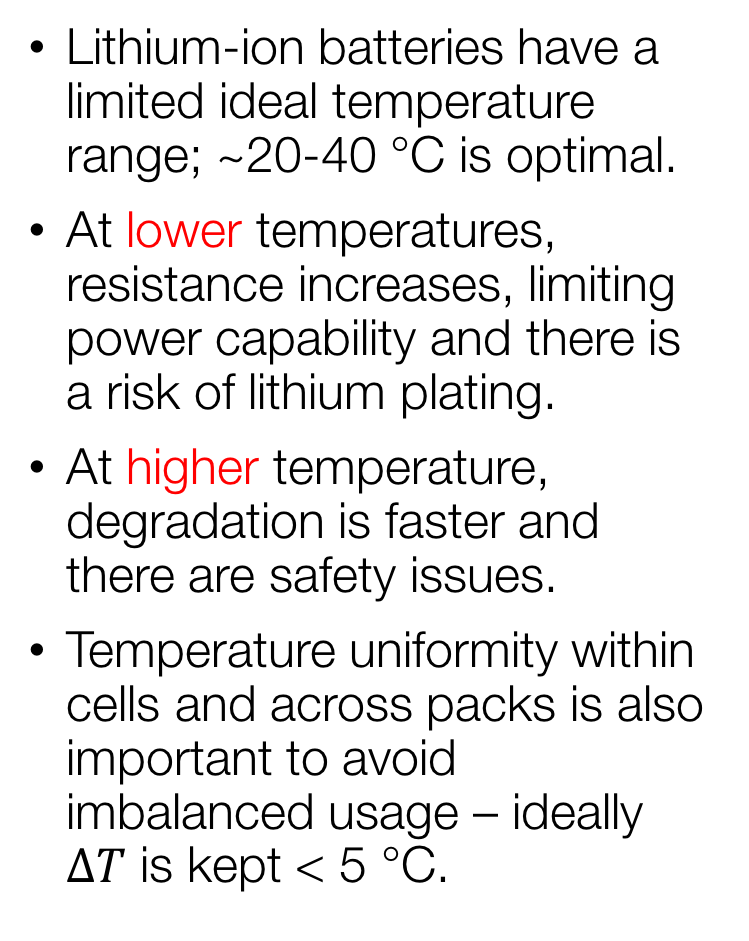 • Lithium-ion batteries have a
limited ideal temperature
range; ~20-40 °C is optimal.
• At lower temperatures,
resistance increases, limiting
power capability and there is
a risk of lithium plating.
• At higher temperature,
degradation is faster and
there are safety issues.
• Temperature uniformity within
cells and across packs is also
important to avoid
imbalanced usage – ideally
Δ𝑇 is kept < 5 °C.